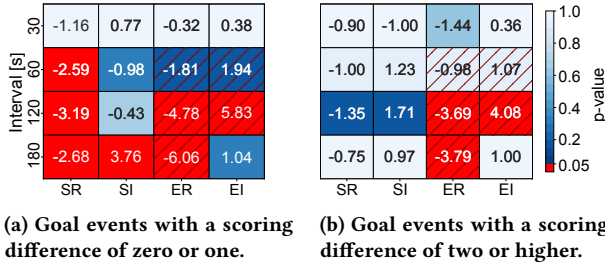 30 -1.16 0.77 -0.32 0.38
60 -2.59 -0.98 -1.81 1.94
120 -3.19 -0.43 -4.78 5.83
180 -2.68 3.76 -6.06 1.04
Interval [s]
SR SI ER EI
(a) Goal events with a scoring
difference of zero or one.
-0.90 -1.00 -1.44 0.36
-1.00 1.23 -0.98 1.07
-1.35 1.71 -3.69 4.08
-0.75 0.97 -3.79 1.00
SR SI ER EI
1.0
0.8
0.6
0.4
0.2
0.05
p-value
(b) Goal events with a scoring
difference of two or higher.